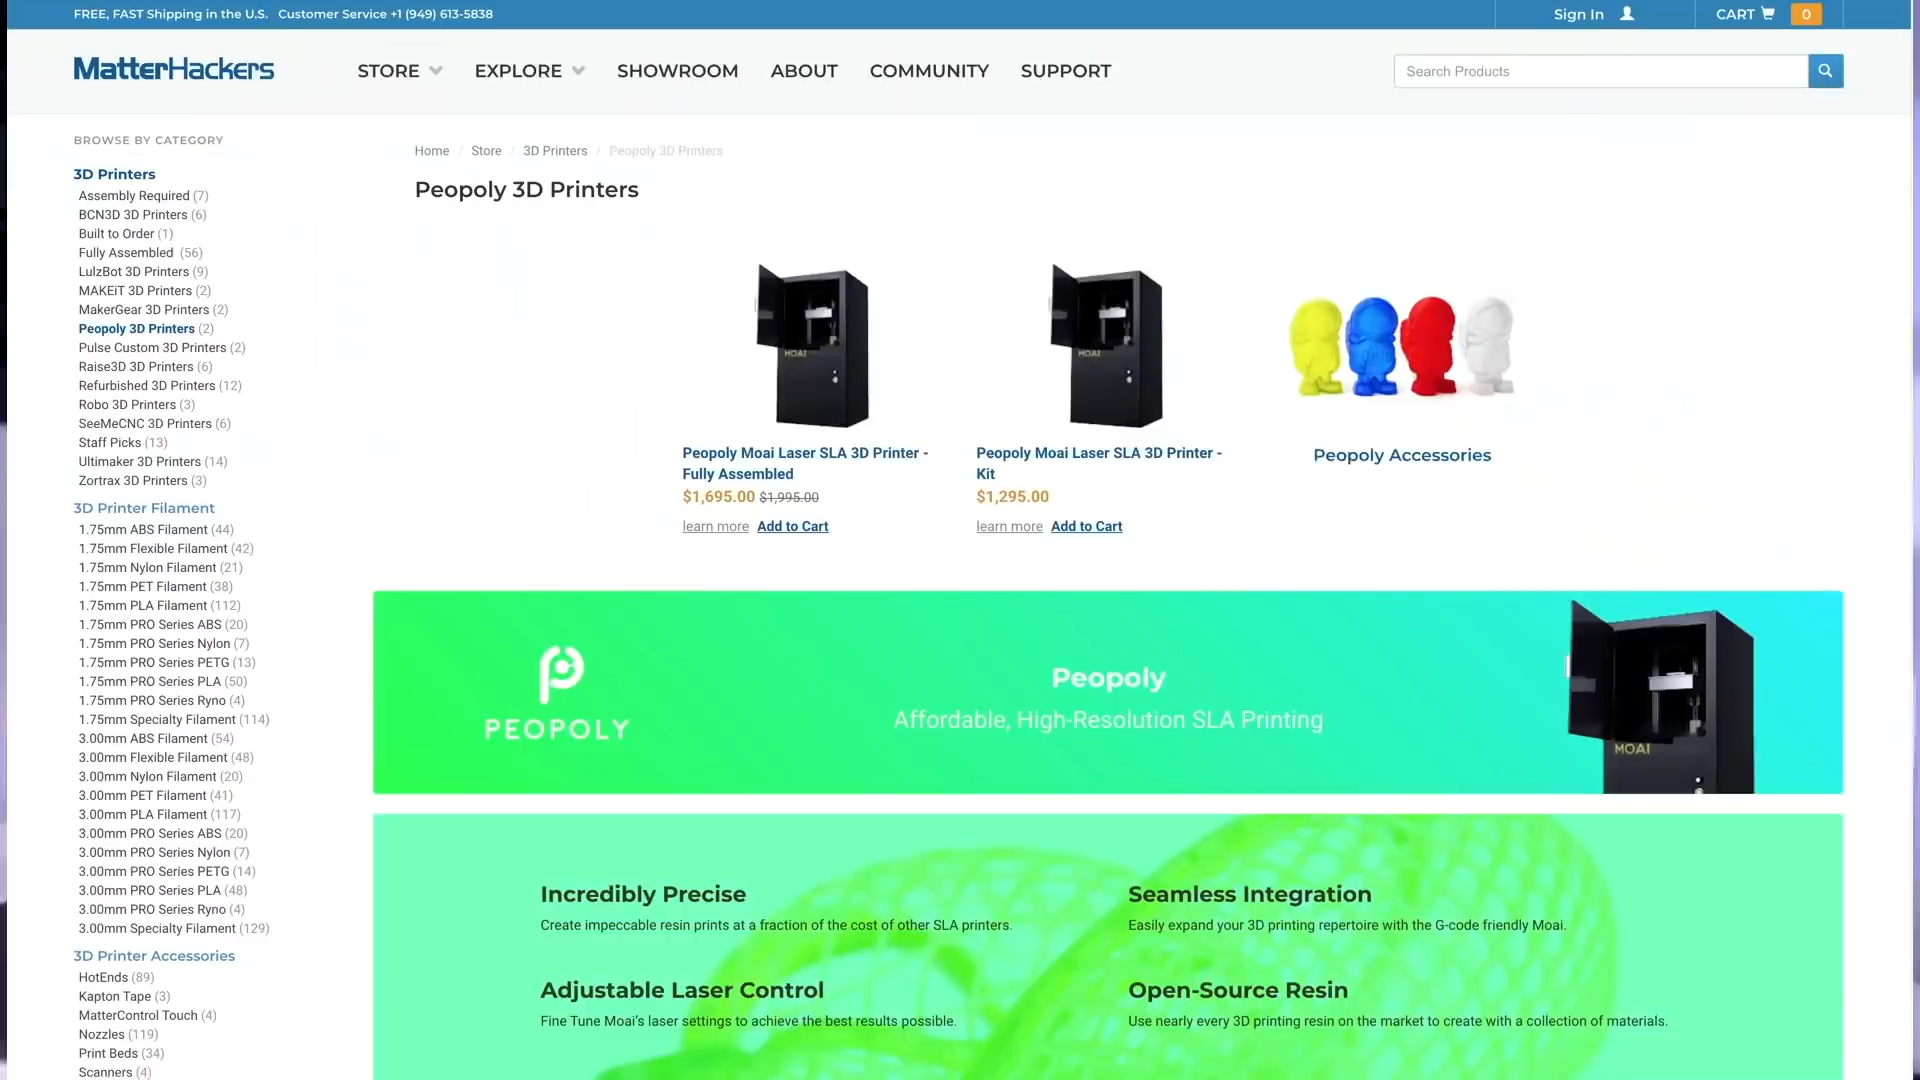 FREE, FAST Shipping in the U.S. Customer Service +1 (949) 613-5838
Sign In
CART 0
MatterHackers
STORE EXPLORE SHOWROOM ABOUT COMMUNITY SUPPORT
Search Products
BROWSE BY CATEGORY
3D Printers
Assembly Required (7)
BCN3D 3D Printers (6)
Built to Order (1)
Fully Assembled (56)
LulzBot 3D Printers (9)
MAKEiT 3D Printers (2)
MakerGear 3D Printers (2)
Peopoly 3D Printers (2)
Pulse Custom 3D Printers (2)
Raise3D 3D Printers (6)
Refurbished 3D Printers (12)
Robo 3D Printers (3)
SeeMeCNC 3D Printers (6)
Staff Picks (13)
Ultimaker 3D Printers (14)
Zortrax 3D Printers (3)
3D Printer Filament
1.75mm ABS Filament (44)
1.75mm Flexible Filament (42)
1.75mm Nylon Filament (21)
1.75mm PET Filament (38)
1.75mm PLA Filament (112)
1.75mm PRO Series ABS (20)
1.75mm PRO Series Nylon (7)
1.75mm PRO Series PETG (13)
1.75mm PRO Series PLA (50)
1.75mm PRO Series Ryno (4)
1.75mm Specialty Filament (114)
3.00mm ABS Filament (54)
3.00mm Flexible Filament (48)
3.00mm Nylon Filament (20)
3.00mm PET Filament (41)
3.00mm PLA Filament (117)
3.00mm PRO Series ABS (20)
3.00mm PRO Series Nylon (7)
3.00mm PRO Series PETG (14)
3.00mm PRO Series PLA (48)
3.00mm PRO Series Ryno (4)
3.00mm Specialty Filament (129)
3D Printer Accessories
HotEnds (89)
Kapton Tape (3)
MatterControl Touch (4)
Nozzles (119)
Print Beds (34)
Scanners (4)
Home / Store / 3D Printers / Peopoly 3D Printers
Peopoly 3D Printers
MOAI
MOAI
Peopoly Moai Laser SLA 3D Printer -
Fully Assembled
$1,695.00 $1,995.00
learn more Add to Cart
Peopoly Moai Laser SLA 3D Printer -
Kit
$1,295.00
learn more Add to Cart
Peopoly Accessories
PEOPOLY
Peopoly
Affordable, High-Resolution SLA Printing
MOAI
Incredibly Precise
Create impeccable resin prints at a fraction of the cost of other SLA printers.
Seamless Integration
Easily expand your 3D printing repertoire with the G-code friendly Moai.
Adjustable Laser Control
Fine Tune Moai's laser settings to achieve the best results possible.
Open-Source Resin
Use nearly every 3D printing resin on the market to create with a collection of materials.